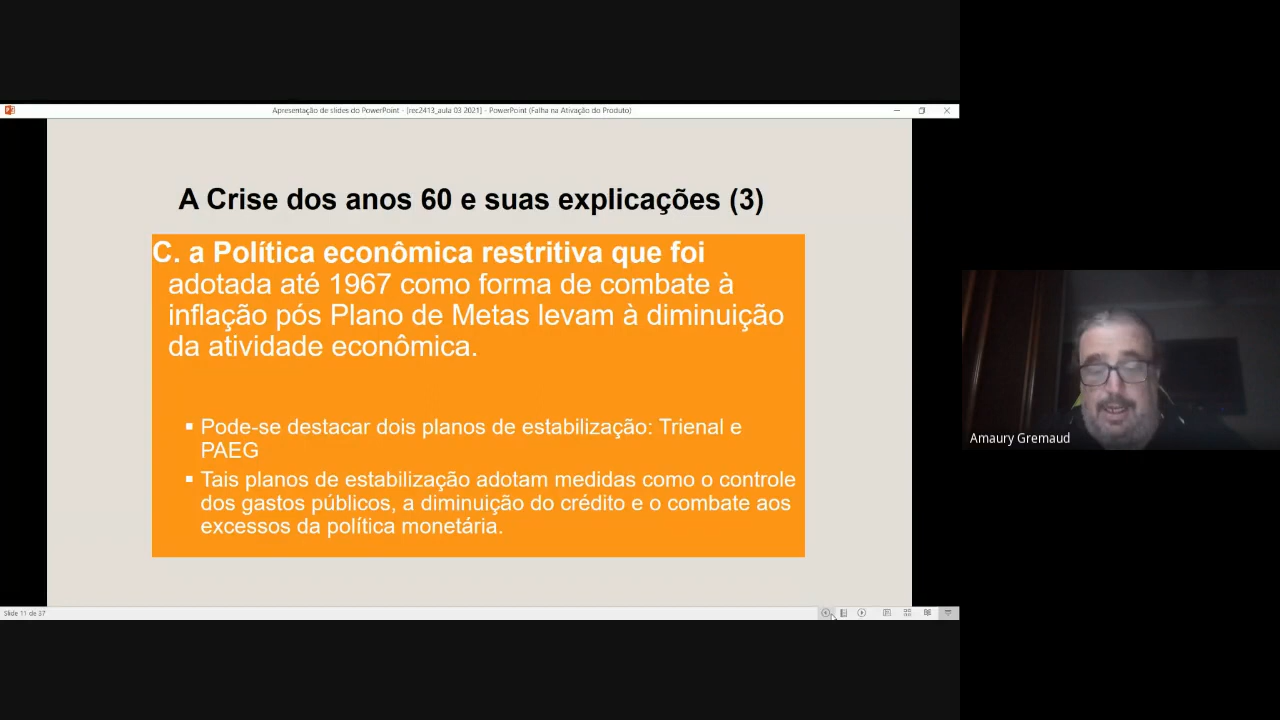 Apresentação de slides do PowerPoint - [rec2413_aula 03 2021] - PowerPoint (Falha na Ativação do Produto)
A Crise dos anos 60 e suas explicações (3)
C. a Política econômica restritiva que foi
adotada até 1967 como forma de combate à
inflação pós Plano de Metas levam à diminuição
da atividade econômica.
▪ Pode-se destacar dois planos de estabilização: Trienal e
PAEG
▪ Tais planos de estabilização adotam medidas como o controle
dos gastos públicos, a diminuição do crédito e o combate aos
excessos da política monetária.
Amaury Gremaud
Slide 11 de 37